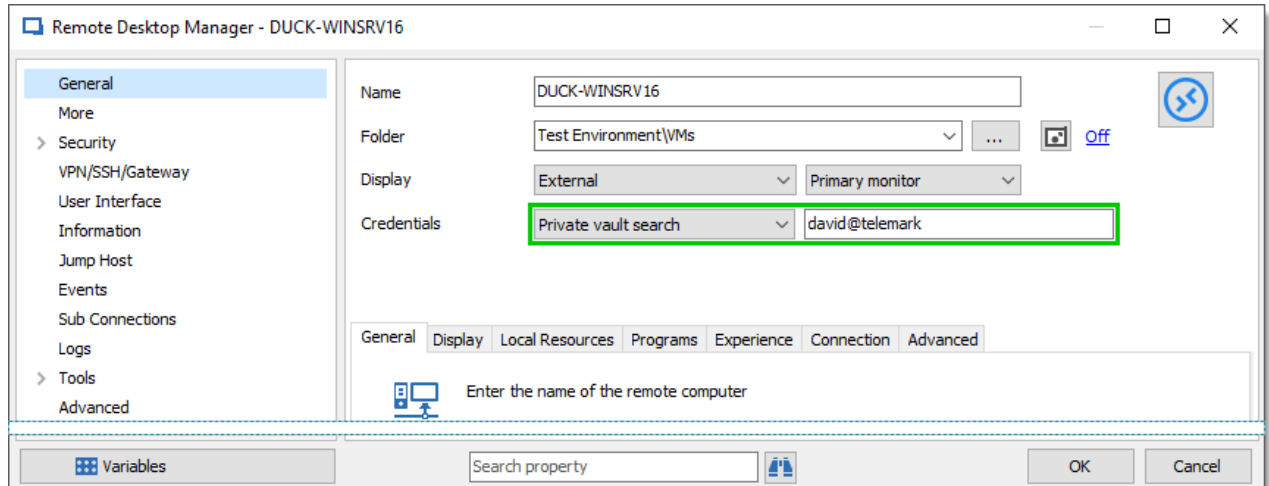 Remote Desktop Manager - DUCK-WINSRV16
General
More
Security
VPN/SSH/Gateway
User Interface
Information
Jump Host
Events
Sub Connections
Logs
Tools
Advanced
Name DUCK-WINSRV16
Folder Test Environment\VMs ... Off
Display External Primary monitor
Credentials Private vault search david@telemark
General Display Local Resources Programs Experience Connection Advanced
Enter the name of the remote computer
Variables Search property OK Cancel